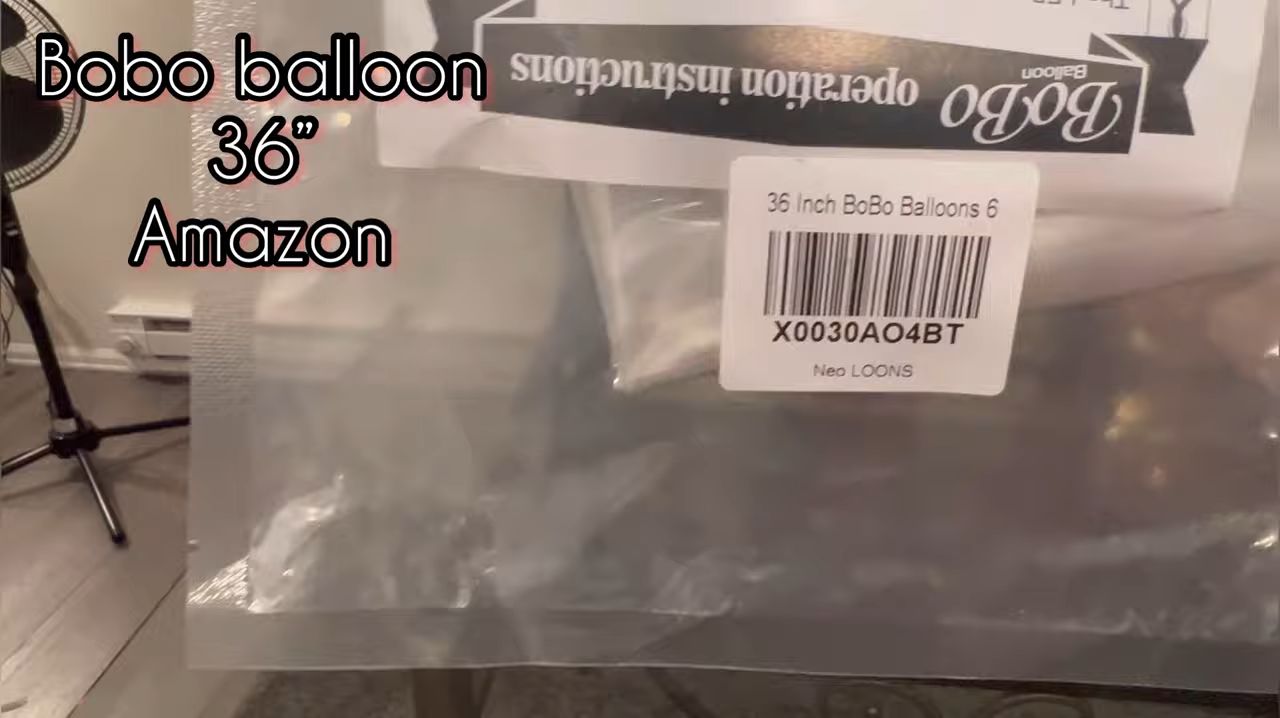 Bobo balloon
36”
Amazon
BoBo
Balloon
operation instructions
36 Inch BoBo Balloons 6
X0030AO4BT
Neo LOONS